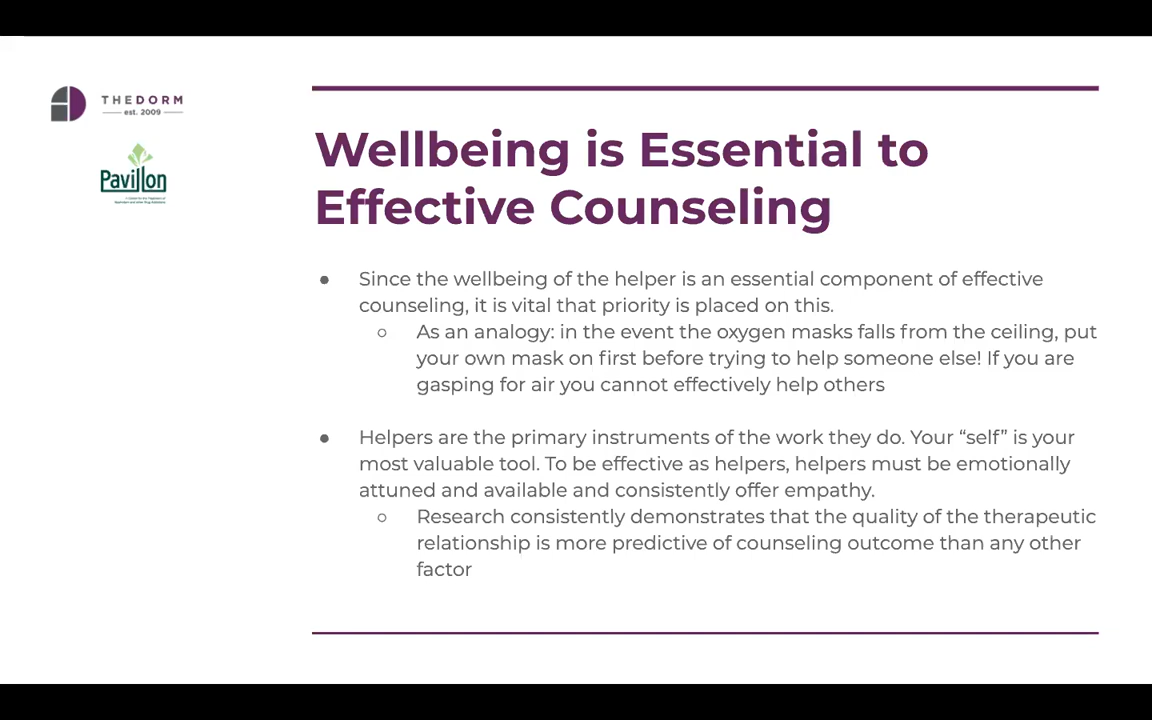 THEDORM
est. 2009
Pavillon
Wellbeing is Essential to
Effective Counseling
● Since the wellbeing of the helper is an essential component of effective
counseling, it is vital that priority is placed on this.
○ As an analogy: in the event the oxygen masks falls from the ceiling, put
your own mask on first before trying to help someone else! If you are
gasping for air you cannot effectively help others
● Helpers are the primary instruments of the work they do. Your “self” is your
most valuable tool. To be effective as helpers, helpers must be emotionally
attuned and available and consistently offer empathy.
○ Research consistently demonstrates that the quality of the therapeutic
relationship is more predictive of counseling outcome than any other
factor